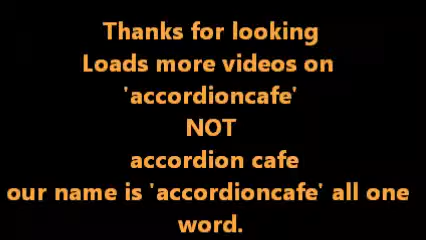 Thanks for looking
Loads more videos on
'accordioncafe'
NOT
accordion cafe
our name is 'accordioncafe' all one
word.